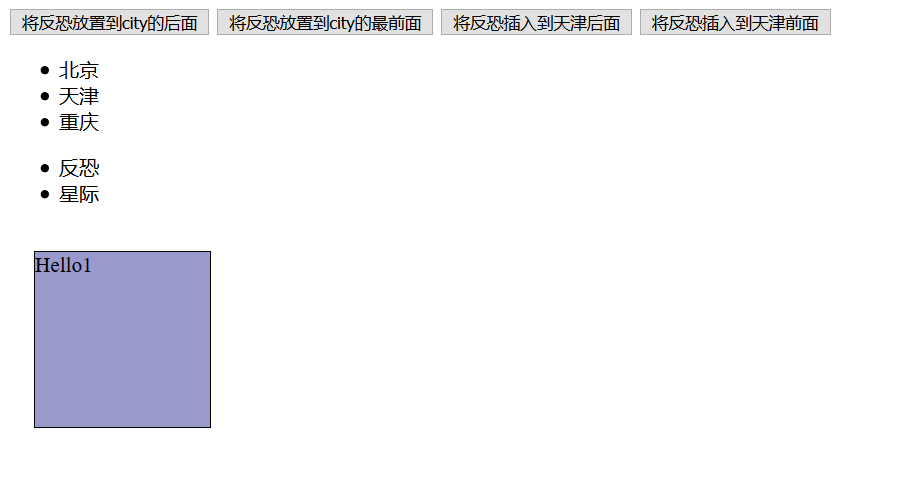 将反恐放置到city的后面 将反恐放置到city的最前面 将反恐插入到天津后面 将反恐插入到天津前面
北京
天津
重庆
反恐
星际
Hello1